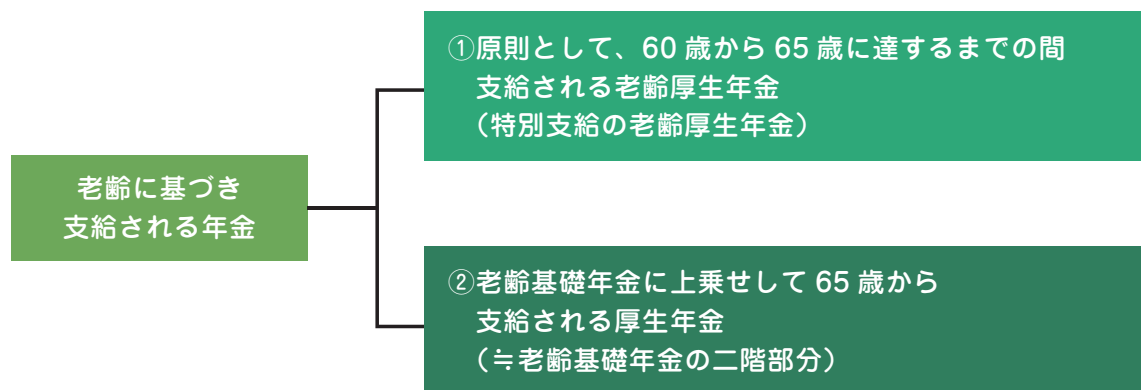 老齢に基づき
支給される年金
①原則として、60 歳から 65 歳に達するまでの間
支給される老齢厚生年金
（特別支給の老齢厚生年金）
②老齢基礎年金に上乗せして 65 歳から
支給される厚生年金
（≒老齢基礎年金の二階部分）